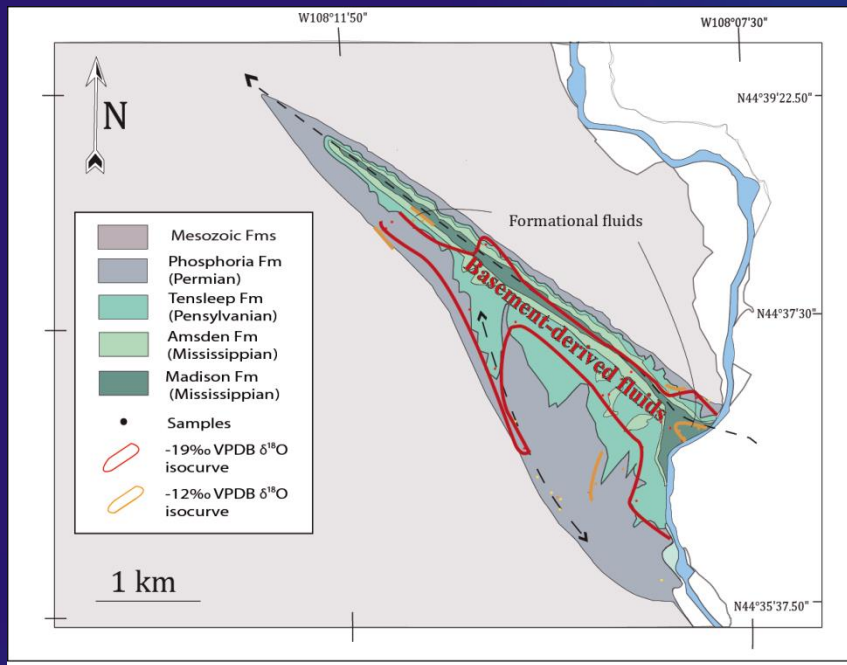 W108°11'50"
W108°07'30"
N44°39'22.50"
N
Formational fluids
Mesozoic Fms
Phosphoria Fm
(Permian)
Tensleep Fm
(Pensylvanian)
Amsden Fm
(Mississippian)
Madison Fm
(Mississippian)
Samples
-19‰ VPDB δ¹⁸O
isocurve
-12‰ VPDB δ¹⁸O
isocurve
Basement-derived fluids
N44°37'30"
1 km
N44°35'37.50"